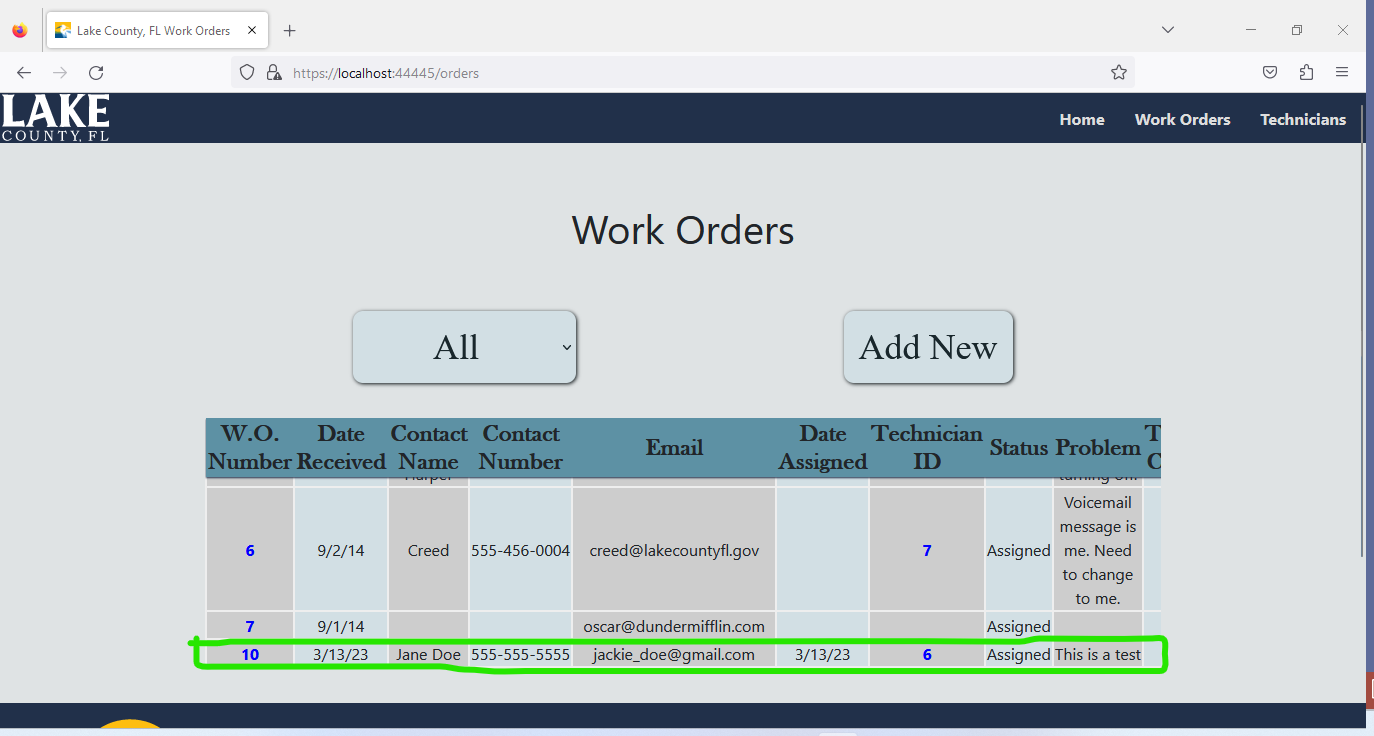 Lake County, FL Work Orders
https://localhost:44445/orders
LAKE
COUNTY, FL
Home Work Orders Technicians
Work Orders
All Add New
W.O. Number Date Received Contact Name Contact Number Email Date Assigned Technician ID Status Problem
6 9/2/14 Creed 555-456-0004 creed@lakecountyfl.gov 7 Assigned Voicemail
message is
me. Need
to change
to me.
7 9/1/14 oscar@dundermifflin.com Assigned
10 3/13/23 Jane Doe 555-555-5555 jackie_doe@gmail.com 3/13/23 6 Assigned This is a test